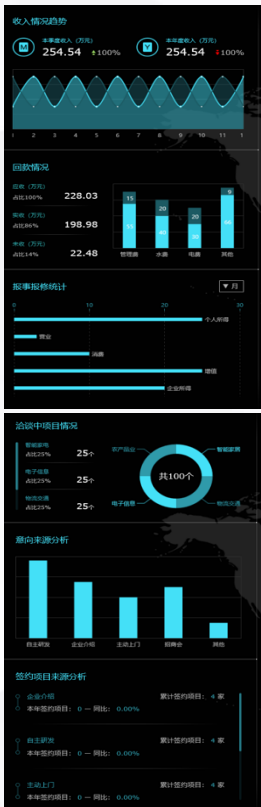 收入情况趋势
M
本季度收入（万元）
254.54 100%
Y
本年度收入（万元）
254.54 100%
1 2 3 4 5 6 7 8 9 10 11 1
回款情况
应收（万元）
占比100% 228.03
实收（万元）
占比86% 198.98
未收（万元）
占比14% 22.48
15 20 20 9
55 40 30 66
管理费 水费 电费 其他
报事报修统计 ▼ 月
0 10 20 30
个人所得
营业
消费
增值
企业所得
洽谈中项目情况
智能家电
占比25% 25个
电子信息
占比25% 25个
物流交通
占比25% 25个
农产品业 智能家居
共100个
电子信息 物流交通
意向来源分析
自主研发 企业介绍 主动上门 招商会 其他
签约项目来源分析
企业介绍 累计签约项目： 4 家
本年签约项目： 0 — 同比： 0.00%
自主研发 累计签约项目： 4 家
本年签约项目： 0 — 同比： 0.00%
主动上门 累计签约项目： 4 家
本年签约项目： 0 — 同比： 0.00%